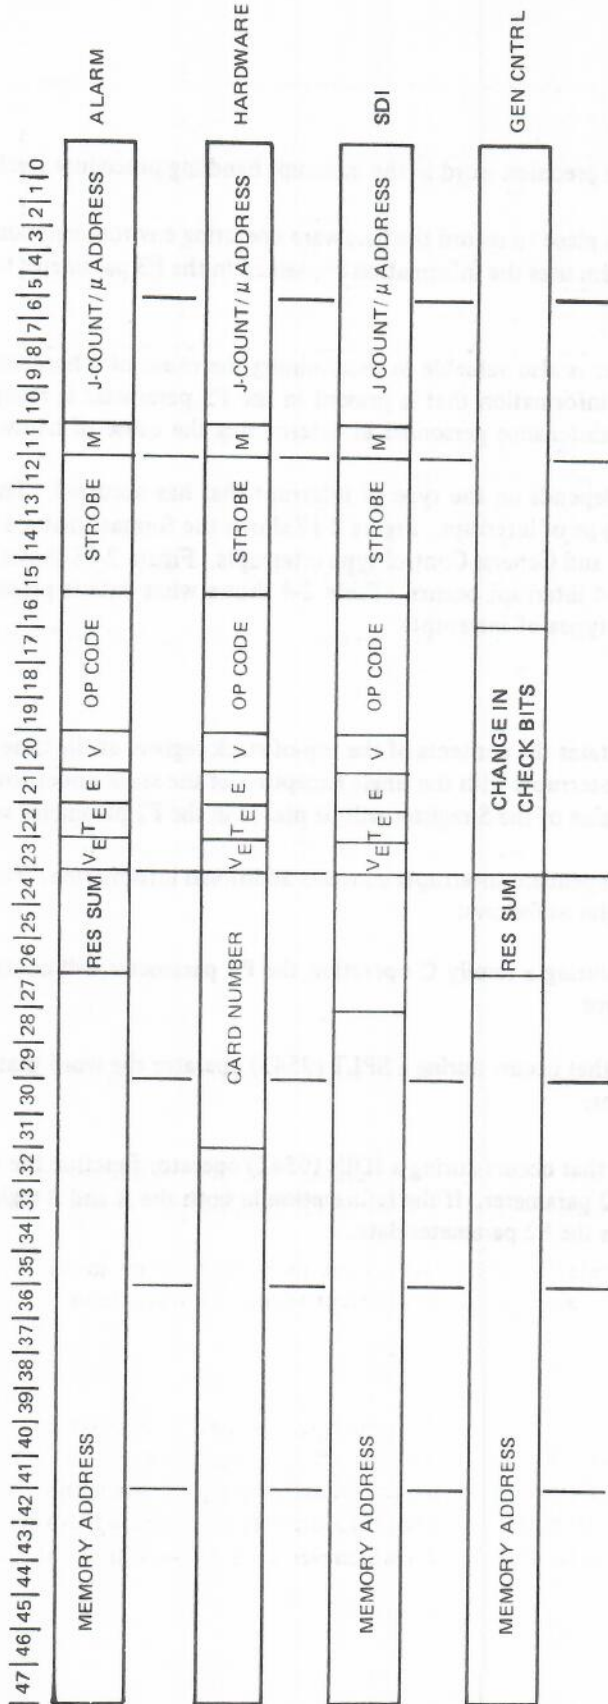 47|46|45|44|43|42|41|40|39|38|37|36|35|34|33|32|31|30|29|28|27|26|25|24|23|22|21|20|19|18|17|16|15|14|13|12|11|10|9|8|7|6|5|4|3|2|1|0
MEMORY ADDRESS RES SUM V E T E E OP CODE STROBE M J-COUNT/μ ADDRESS ALARM
CARD NUMBER V E T E E OP CODE STROBE M J-COUNT/μ ADDRESS HARDWARE
MEMORY ADDRESS V E T E E OP CODE STROBE M J-COUNT/μ ADDRESS SDI
MEMORY ADDRESS RES SUM CHANGE IN CHECK BITS GEN CNTRL